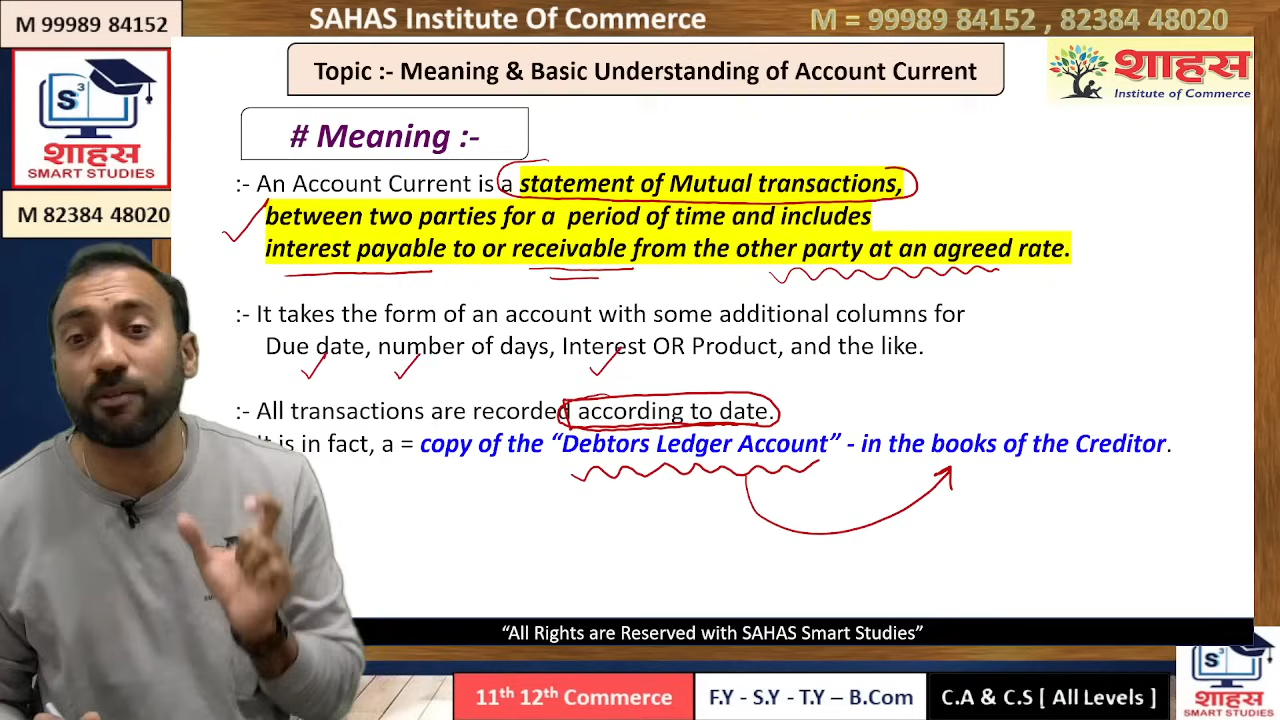 M 99989 84152
SAHAS Institute Of Commerce
M = 99989 84152 , 82384 48020
Topic :- Meaning & Basic Understanding of Account Current
शाहस
Institute of Commerce
S³
शाहस
SMART STUDIES
M 82384 48020
# Meaning :-
:- An Account Current is a statement of Mutual transactions,
between two parties for a period of time and includes
interest payable to or receivable from the other party at an agreed rate.
:- It takes the form of an account with some additional columns for
Due date, number of days, Interest OR Product, and the like.
:- All transactions are recorded according to date.
is in fact, a = copy of the “Debtors Ledger Account” - in the books of the Creditor.
“All Rights are Reserved with SAHAS Smart Studies”
11th 12th Commerce
F.Y - S.Y - T.Y – B.Com
C.A & C.S [ All Levels ]
S³
शाहस
SMART STUDIES